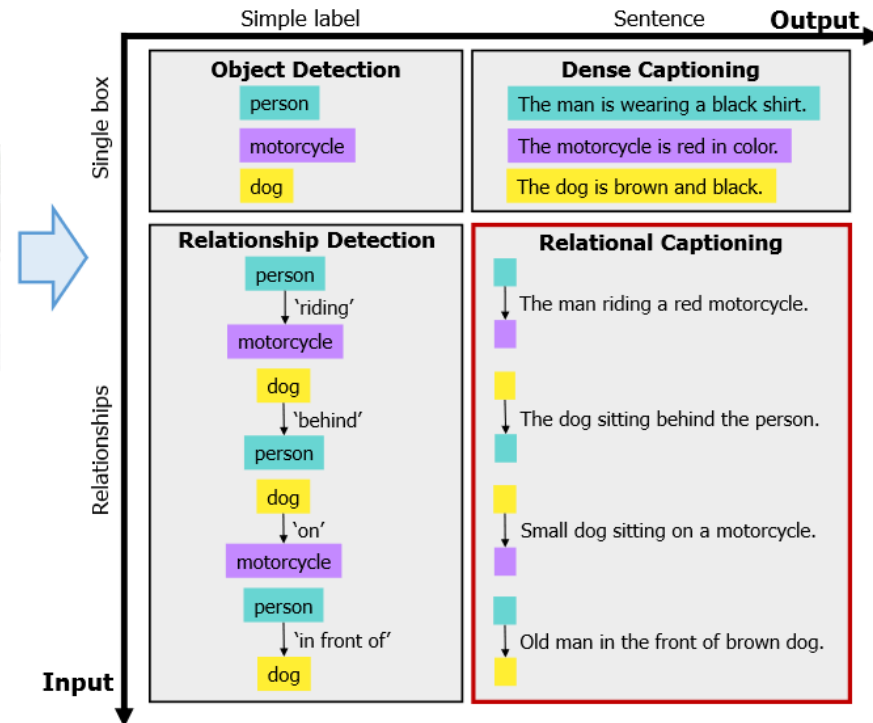 Simple label
Sentence
Output
Single box
Object Detection
person
motorcycle
dog
Dense Captioning
The man is wearing a black shirt.
The motorcycle is red in color.
The dog is brown and black.
Relationships
Relationship Detection
person
‘riding’
motorcycle
dog
‘behind’
person
dog
‘on’
motorcycle
person
‘in front of’
dog
Relational Captioning
The man riding a red motorcycle.
The dog sitting behind the person.
Small dog sitting on a motorcycle.
Old man in the front of brown dog.
Input